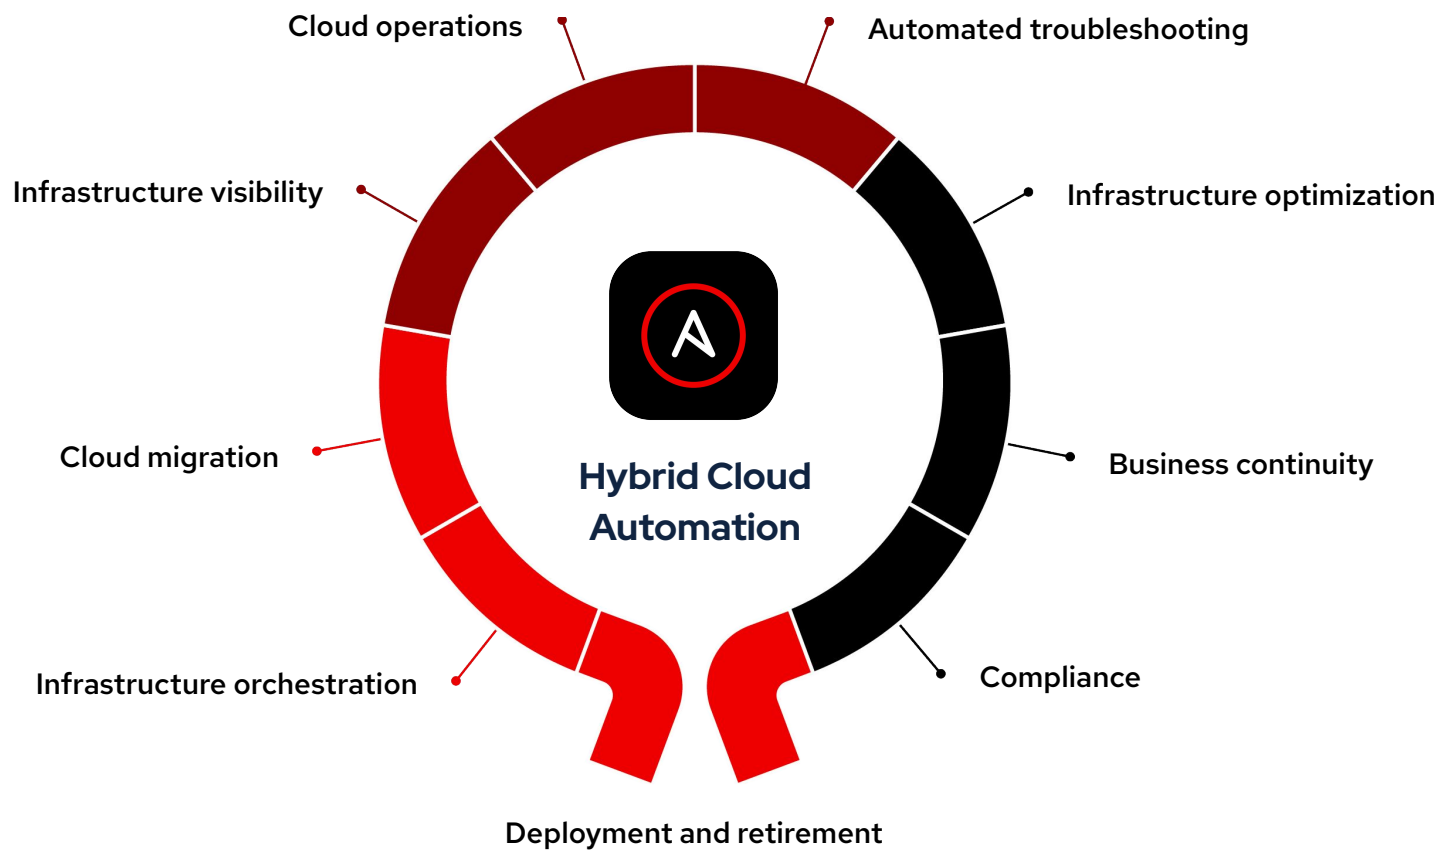 Cloud operations
Automated troubleshooting
Infrastructure visibility
Infrastructure optimization
Cloud migration
Business continuity
Hybrid Cloud
Automation
Infrastructure orchestration
Compliance
Deployment and retirement